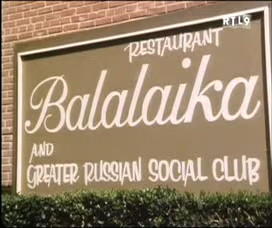 RTL9
RESTAURANT
Balalaika
AND
GREATER RUSSIAN SOCIAL CLUB